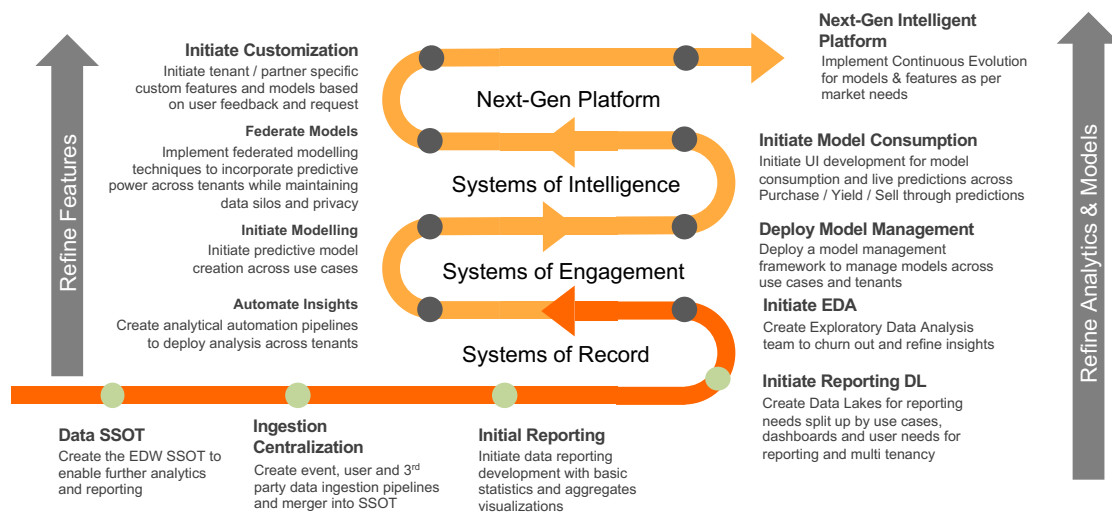 Refine Features
Initiate Customization
Initiate tenant / partner specific
custom features and models based
on user feedback and request
Federate Models
Implement federated modelling
techniques to incorporate predictive
power across tenants while maintaining
data silos and privacy
Initiate Modelling
Initiate predictive model
creation across use cases
Automate Insights
Create analytical automation pipelines
to deploy analysis across tenants
Next-Gen Platform
Systems of Intelligence
Systems of Engagement
Systems of Record
Next-Gen Intelligent
Platform
Implement Continuous Evolution
for models & features as per
market needs
Initiate Model Consumption
Initiate UI development for model
consumption and live predictions across
Purchase / Yield / Sell through predictions
Deploy Model Management
Deploy a model management
framework to manage models across
use cases and tenants
Initiate EDA
Create Exploratory Data Analysis
team to churn out and refine insights
Initiate Reporting DL
Create Data Lakes for reporting
needs split up by use cases,
dashboards and user needs for
reporting and multi tenancy
Refine Analytics & Models
Data SSOT
Create the EDW SSOT to
enable further analytics
and reporting
Ingestion
Centralization
Create event, user and 3rd
party data ingestion pipelines
and merger into SSOT
Initial Reporting
Initiate data reporting
development with basic
statistics and aggregates
visualizations